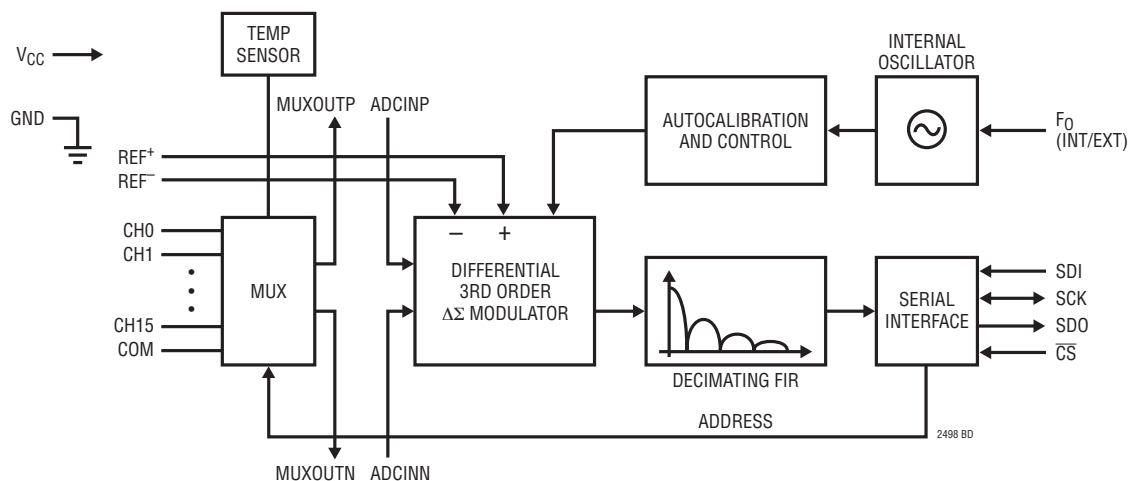 TEMP
SENSOR
INTERNAL
OSCILLATOR
VCC
MUXOUTP
ADCINP
AUTOCALIBRATION
AND CONTROL
GND
FO
(INT/EXT)
REF+
REF–
CH0
CH1
CH15
COM
MUX
– +
DIFFERENTIAL
3RD ORDER
ΔΣ MODULATOR
DECIMATING FIR
SERIAL
INTERFACE
SDI
SCK
SDO
C̅S̅
ADDRESS
2498 BD
MUXOUTN
ADCINN